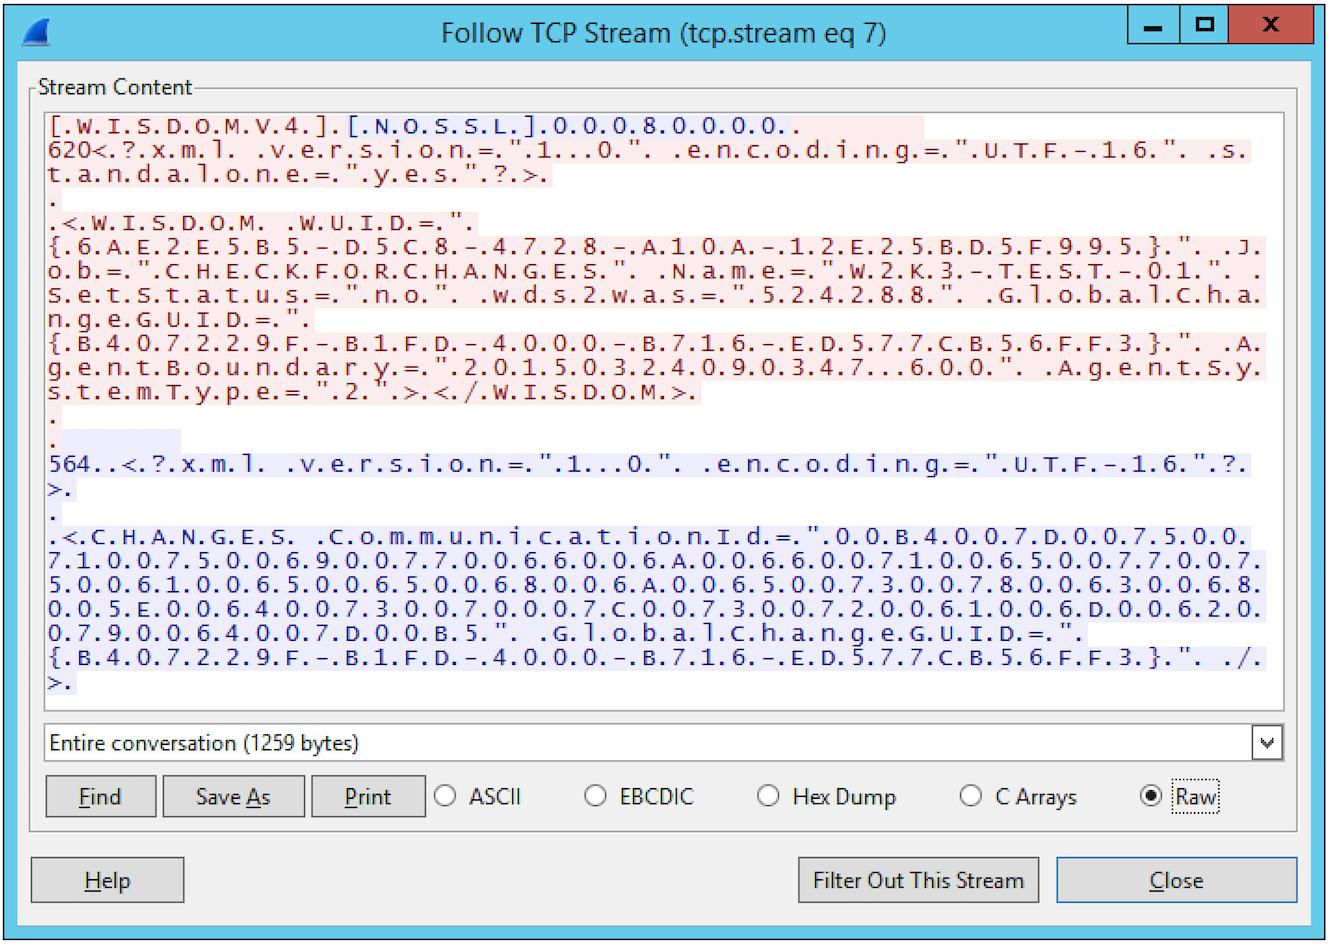 Follow TCP Stream (tcp.stream eq 7)
Stream Content
[.W.I.S.D.O.M.V.4.].[.N.O.S.S.L.].0.0.0.8.0.0.0.0..
620<.?.x.m.l. .v.e.r.s.i.o.n.=.".1...0.". .e.n.c.o.d.i.n.g.=.".U.T.F.-.1.6.". .s.
t.a.n.d.a.l.o.n.e.=.".y.e.s.".?.>.
.
.<.W.I.S.D.O.M. .W.U.I.D.=.".
{.6.A.E.2.E.5.B.5.-.D.5.C.8.-.4.7.2.8.-.A.1.0.A.-.1.2.E.2.5.B.D.5.F.9.9.5.}.". .J.
o.b.=.".C.H.E.C.K.F.O.R.C.H.A.N.G.E.S.". .N.a.m.e.=.".W.2.K.3.-.T.E.S.T.-.0.1.". .
S.e.t.S.t.a.t.u.s.=.".n.o.". .w.d.s.2.w.a.s.=.".5.2.4.2.8.8.". .G.l.o.b.a.l.C.h.a.
n.g.e.G.U.I.D.=.".
{.B.4.0.7.2.2.9.F.-.B.1.F.D.-.4.0.0.0.-.B.7.1.6.-.E.D.5.7.7.C.B.5.6.F.F.3.}.". .A.
g.e.n.t.B.o.u.n.d.a.r.y.=.".2.0.1.5.0.3.2.4.0.9.0.3.4.7...6.0.0.". .A.g.e.n.t.S.y.
s.t.e.m.T.y.p.e.=.".2.".>.<./.W.I.S.D.O.M.>.
.
.
564..<.?.x.m.l. .v.e.r.s.i.o.n.=.".1...0.". .e.n.c.o.d.i.n.g.=.".U.T.F.-.1.6.".?.
>.
.
.<.C.H.A.N.G.E.S. .C.o.m.m.u.n.i.c.a.t.i.o.n.I.d.=.".0.0.B.4.0.0.7.D.0.0.7.5.0.0.
7.1.0.0.7.5.0.0.6.9.0.0.7.7.0.0.6.6.0.0.6.A.0.0.6.6.0.0.7.1.0.0.6.5.0.0.7.7.0.0.7.
5.0.0.6.1.0.0.6.5.0.0.6.5.0.0.6.8.0.0.6.A.0.0.6.5.0.0.7.3.0.0.7.8.0.0.6.3.0.0.6.8.
0.0.5.E.0.0.6.4.0.0.7.3.0.0.7.0.0.0.7.C.0.0.7.3.0.0.7.2.0.0.6.1.0.0.6.D.0.0.6.2.0.
0.7.9.0.0.6.4.0.0.7.D.0.0.B.5.". .G.l.o.b.a.l.C.h.a.n.g.e.G.U.I.D.=.".
{.B.4.0.7.2.2.9.F.-.B.1.F.D.-.4.0.0.0.-.B.7.1.6.-.E.D.5.7.7.C.B.5.6.F.F.3.}.". ./.
>.
Entire conversation (1259 bytes)
Find Save As Print ASCII EBCDIC Hex Dump C Arrays Raw
Help Filter Out This Stream Close